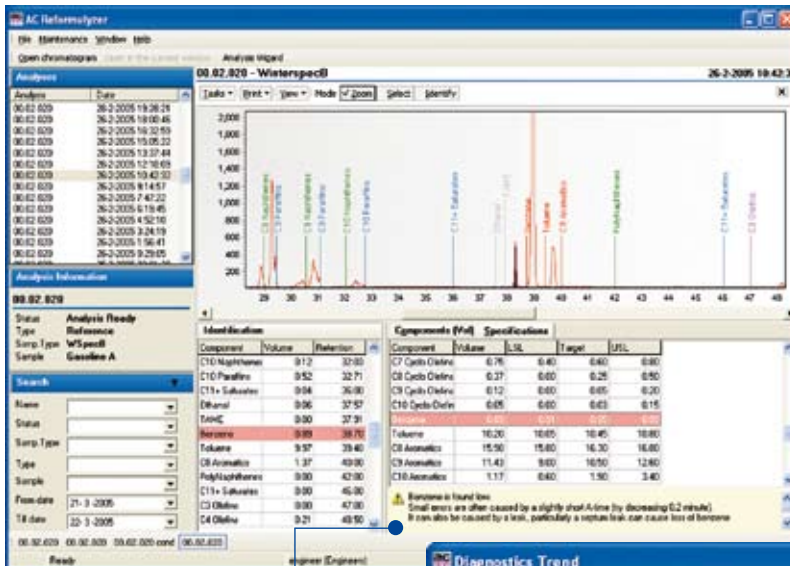 AC Reformulyzer
File Maintenance Window Help
Open chromatogram Analysis Wizard
Analyses
00.02.020 - WinterspecB
26-2-2005 10:42:3
Tasks Print View Mode Zoom Select Identify
Analysis Date
00.02.020 26-2-2005 19:28:21
00.02.020 26-2-2005 18:00:46
00.02.020 26-2-2005 16:32:59
00.02.020 26-2-2005 15:05:22
00.02.020 26-2-2005 13:37:44
00.02.020 26-2-2005 12:10:09
00.02.020 26-2-2005 10:42:32
00.02.020 26-2-2005 9:14:57
00.02.020 26-2-2005 7:47:22
00.02.020 26-2-2005 6:19:45
00.02.020 26-2-2005 4:52:10
00.02.020 26-2-2005 3:24:19
00.02.020 26-2-2005 1:56:41
2,000
1,800
1,600
1,400
1,200
1,000
800
600
400
200
C9 Paraffins
C10 Naphthenes
C10 Paraffins
C11+ Saturates
Ethanol
Benzene
Toluene
C8 Aromatics
PolyNaphthenes
C11+ Saturates
C3 Olefins
29 30 31 32 33 34 35 36 37 38 39 40 41 42 43 44 45 46 47 48
Analysis Information
00.02.020
Status Analysis Ready
Type Reference
Samp.Type WSpecB
Sample Gasoline A
Search
Name
Status
Samp.Type
Type
Sample
From date 21- 3 -2005
Till date 22- 3 -2005
Identification
Component Volume Retention
C10 Naphthenes 0.12
C10 Paraffins 0.52 32.71
C11+ Saturates 0.04 36.00
Ethanol 0.06 37.57
TAME 0.00 37.91
Benzene 38.70
Toluene 9.97 39.40
C8 Aromatics 1.37 40.00
PolyNaphthenes 0.00 42.00
C11+ Saturates 0.00 46.00
C3 Olefins 0.00 47.00
C4 Olefins 0.21 48.50
Components (Vol) Specifications
Component Volume LSL Target USL
C7 Cyclo Olefins 0.75 0.40 0.60 0.80
C8 Cyclo Olefins 0.37 0.00 0.25 0.50
C9 Cyclo Olefins 0.12 0.00 0.05 0.20
C10 Cyclo Olefin 0.05 0.00 0.03 0.15
Benzene
Toluene 10.20 10.05 10.45 10.80
C8 Aromatics 15.90 15.80 16.30 16.80
C9 Aromatics 11.43 9.00 10.50 12.60
C10 Aromatics 1.17 0.60 1.90 3.40
Benzene is found low
Small errors are often caused by a slightly short A-time (try decreasing 0.2 minute)
It can also be caused by a leak, particularly a septum leak can cause loss of benzene
00.02.020 00.02.020 cond 00.02.020
Ready engineer (Engineers)
Diagnostics Trend